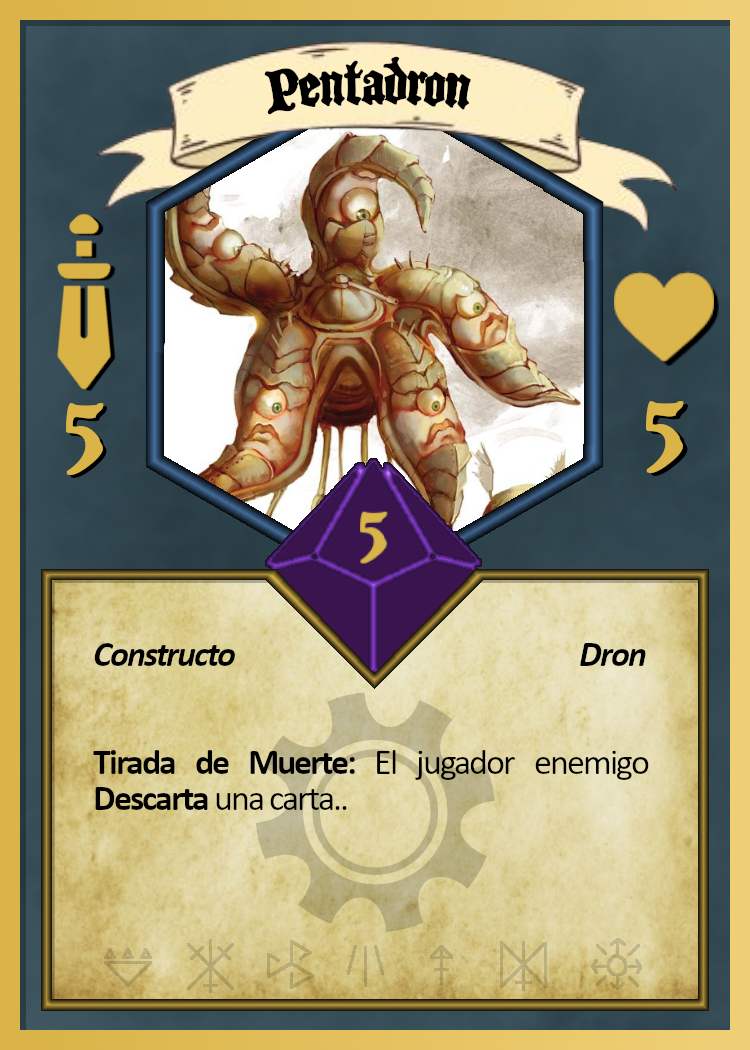 Pentadron
5
5
5
Constructo
Dron
Tirada de Muerte: El jugador enemigo
Descarta una carta..